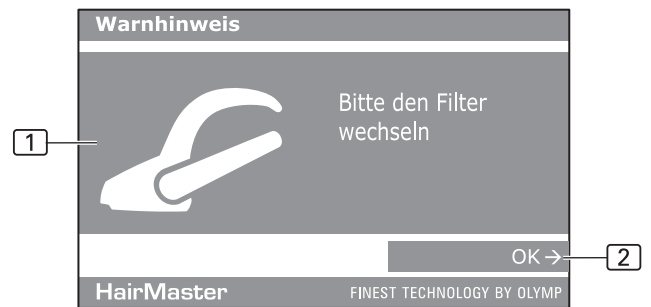 Warnhinweis
Bitte den Filter
wechseln
1
OK →
2
HairMaster FINEST TECHNOLOGY BY OLYMP